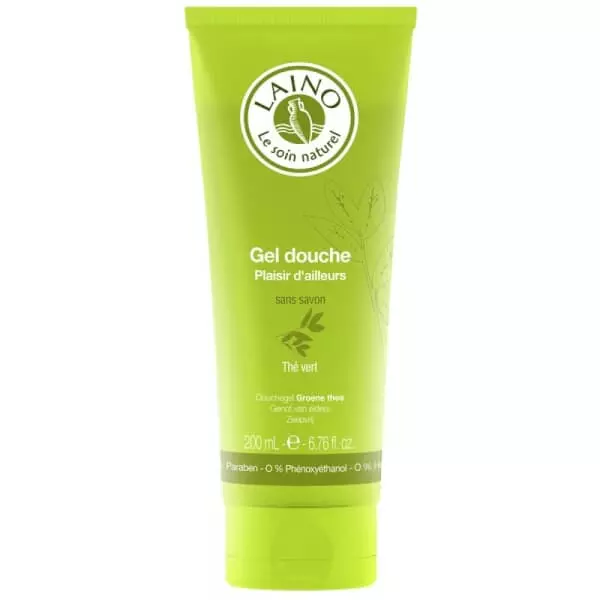 LAINO
Le soin naturel
Gel douche
Plaisir d'ailleurs
sans savon
Thé vert
Douchegel Groene thee
Genot van elders
Zeepvrij
200 mL - e - 6.76 fl. oz.
Paraben - 0 % Phénoxyéthanol - 0 %